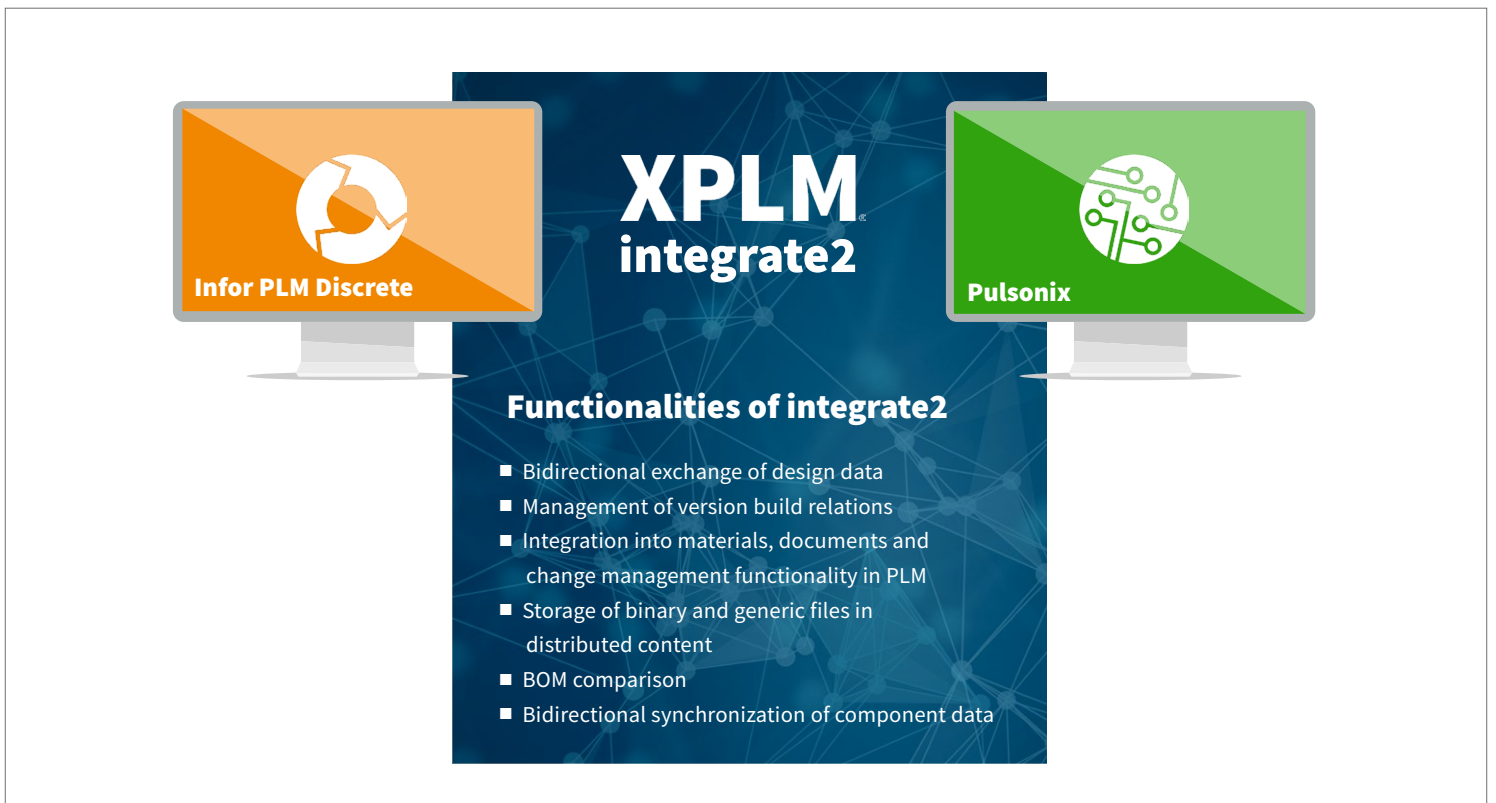 XPLM
integrate2
Infor PLM Discrete
Pulsonix
Functionalities of integrate2
■ Bidirectional exchange of design data
■ Management of version build relations
■ Integration into materials, documents and
change management functionality in PLM
■ Storage of binary and generic files in
distributed content
■ BOM comparison
■ Bidirectional synchronization of component data